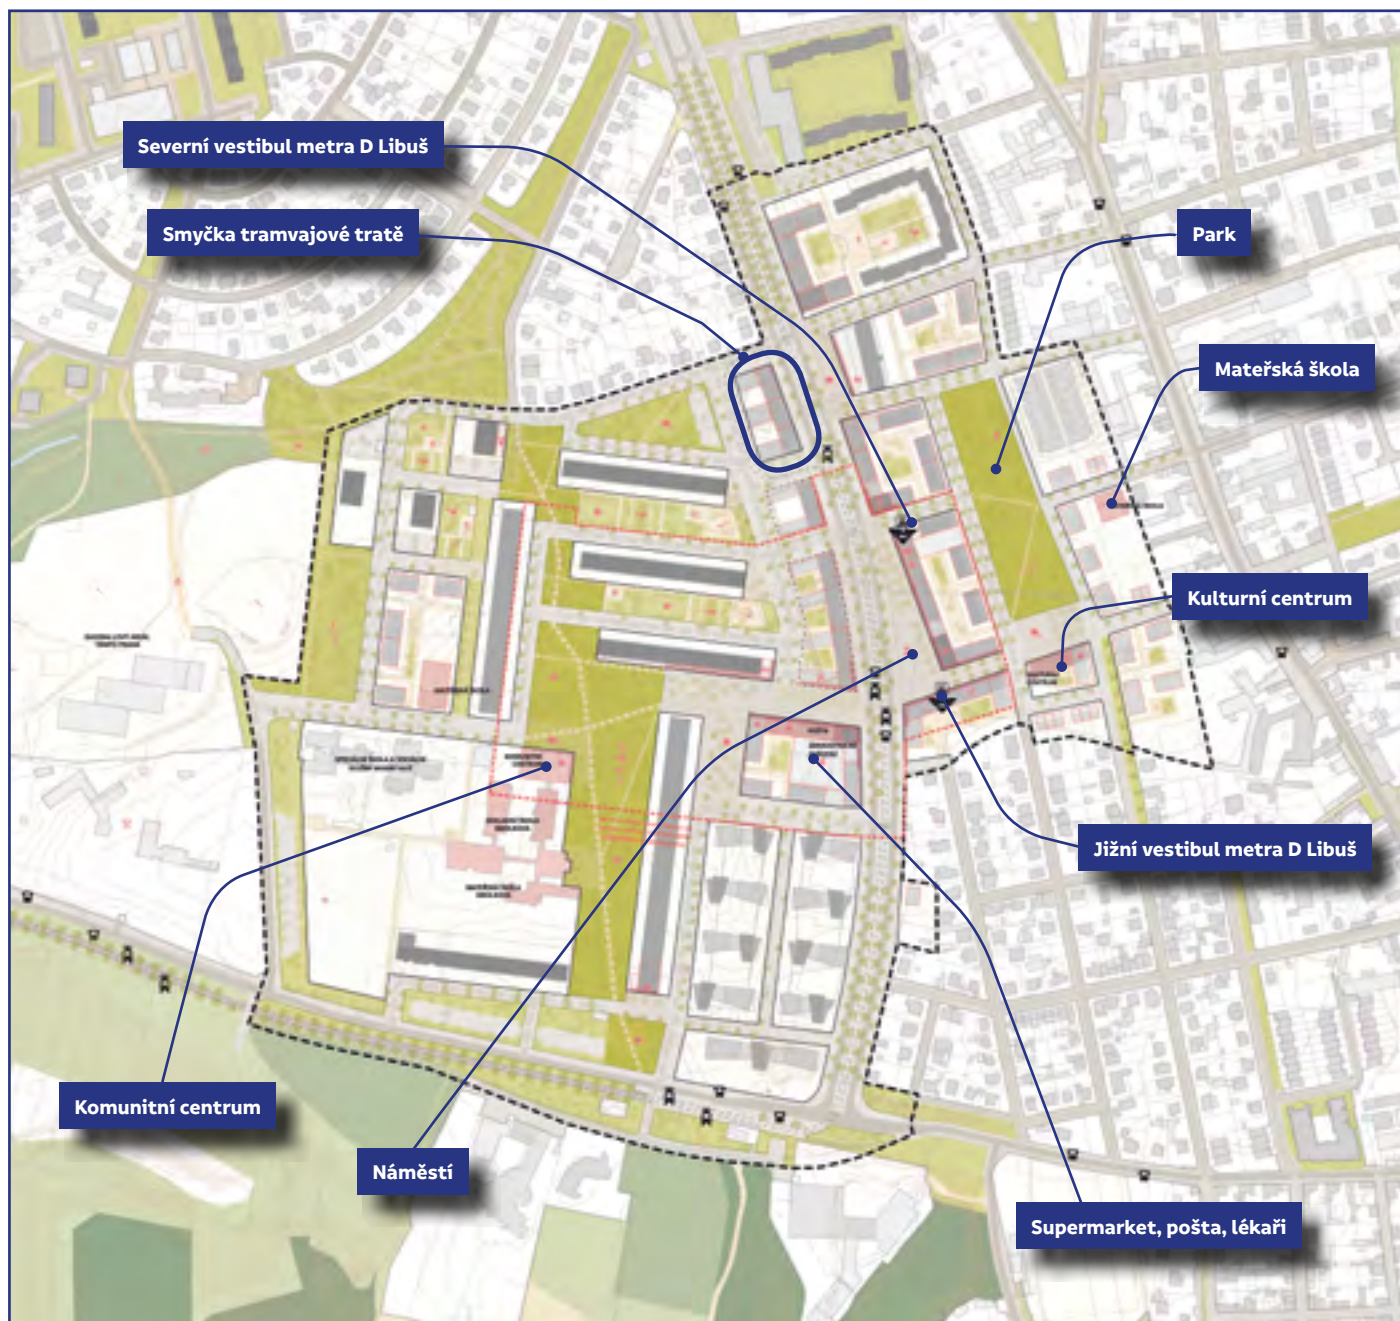 Severní vestibul metra D Libuš
Smyčka tramvajové tratě
Park
Mateřská škola
Kulturní centrum
Jižní vestibul metra D Libuš
Komunitní centrum
Náměstí
Supermarket, pošta, lékaři